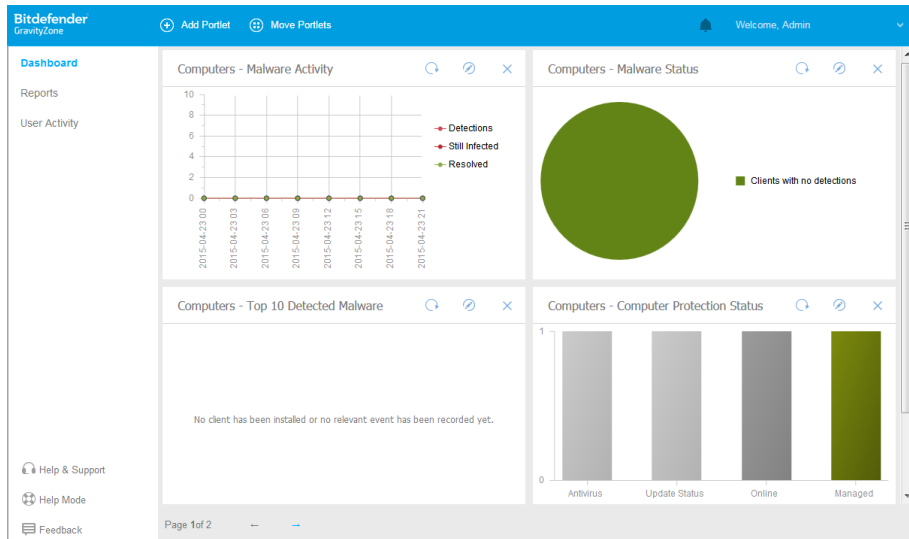 Bitdefender
GravityZone
Add Portlet
Move Portlets
Welcome, Admin
Dashboard
Reports
User Activity
Help & Support
Help Mode
Feedback
Computers - Malware Activity
10
8
6
4
2
0
2015-04-23 00
2015-04-23 03
2015-04-23 06
2015-04-23 09
2015-04-23 12
2015-04-23 15
2015-04-23 18
2015-04-23 21
Detections
Still Infected
Resolved
Computers - Malware Status
Clients with no detections
Computers - Top 10 Detected Malware
No client has been installed or no relevant event has been recorded yet.
Computers - Computer Protection Status
1
0
Antivirus
Update Status
Online
Managed
Page 1of 2